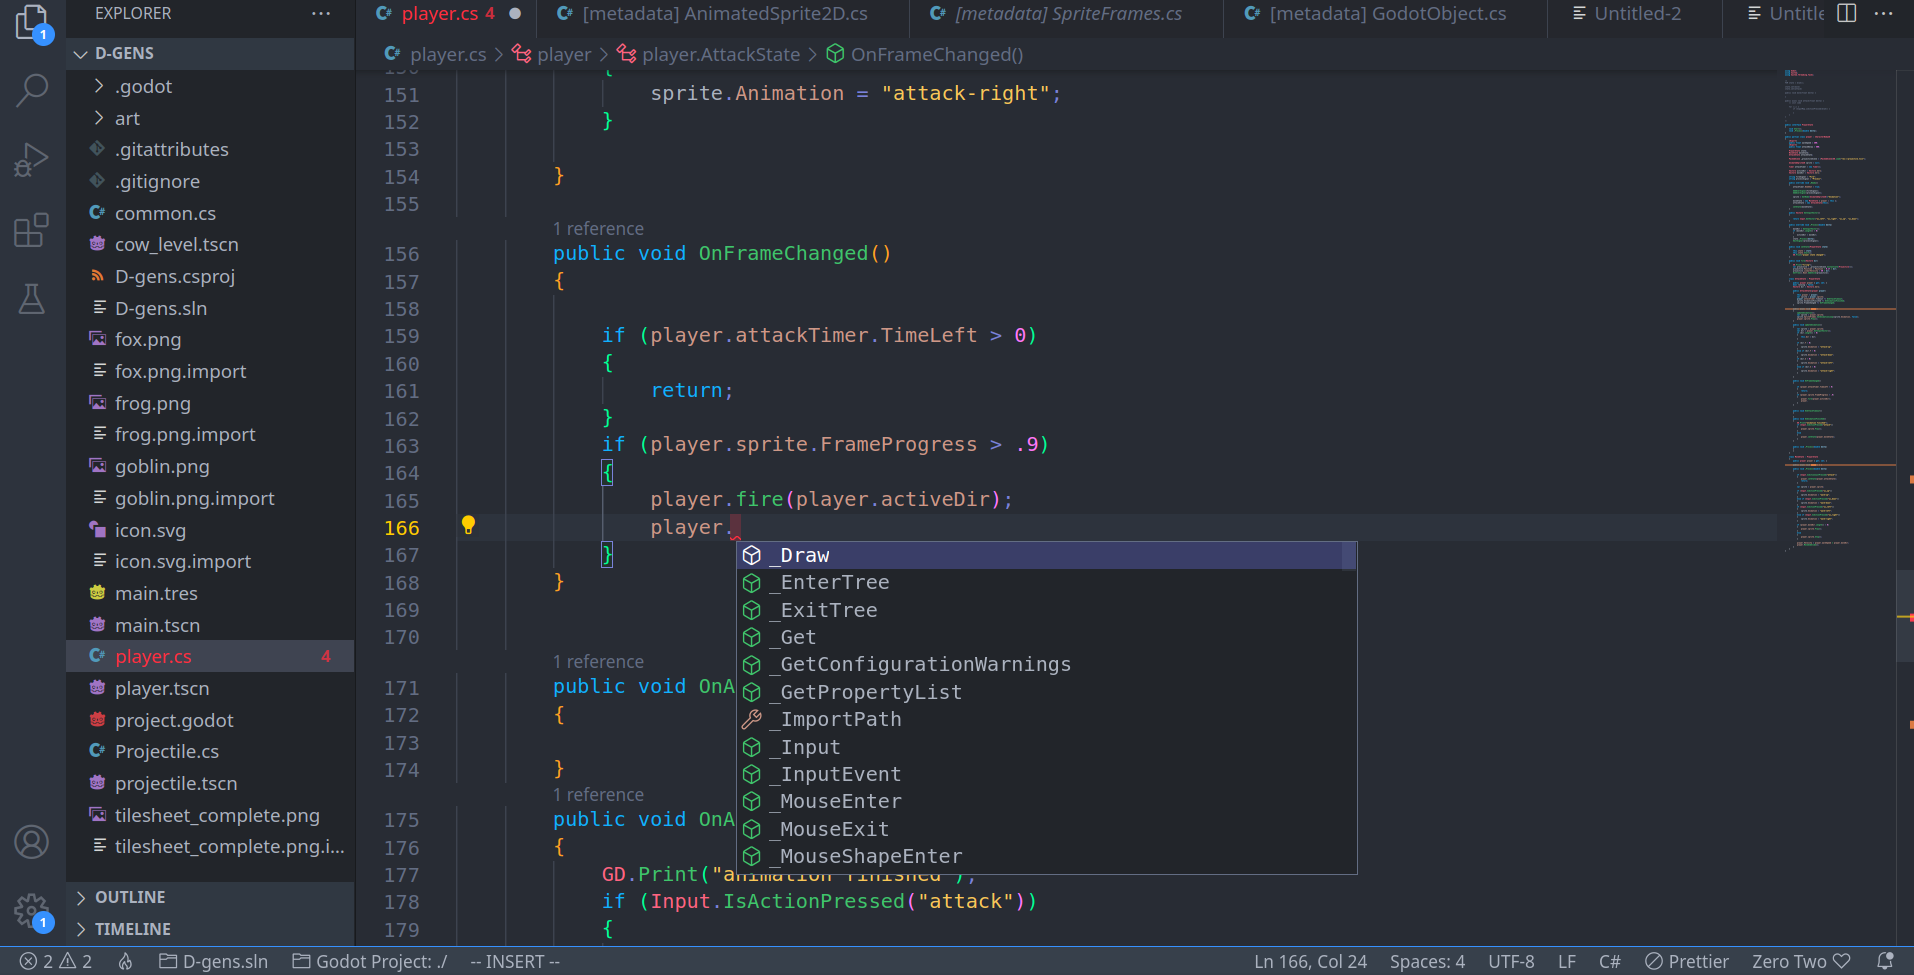 EXPLORER ...
D-GENS
.godot
art
.gitattributes
.gitignore
common.cs
cow_level.tscn
D-gens.csproj
D-gens.sln
fox.png
fox.png.import
frog.png
frog.png.import
goblin.png
goblin.png.import
icon.svg
icon.svg.import
main.tres
main.tscn
player.cs 4
player.tscn
project.godot
Projectile.cs
projectile.tscn
tilesheet_complete.png
tilesheet_complete.png.i...
OUTLINE
TIMELINE
1
1
player.cs 4 [metadata] AnimatedSprite2D.cs [metadata] SpriteFrames.cs [metadata] GodotObject.cs Untitled-2 Untitle ...
player.cs > player > player.AttackState > OnFrameChanged()
151 sprite.Animation = "attack-right";
152 }
153
154 }
155
1 reference
156 public void OnFrameChanged()
157 {
158
159 if (player.attackTimer.TimeLeft > 0)
160 {
161 return;
162 }
163 if (player.sprite.FrameProgress > .9)
164 {
165 player.fire(player.activeDir);
166 player.
167 }
168 }
169
170
1 reference
171 public void OnA
172 {
173
174 }
1 reference
175 public void OnA
176 {
177 GD.Print("animation finished");
178 if (Input.IsActionPressed("attack"))
179 {
_Draw
_EnterTree
_ExitTree
_Get
_GetConfigurationWarnings
_GetPropertyList
_ImportPath
_Input
_InputEvent
_MouseEnter
_MouseExit
_MouseShapeEnter
2 2 D-gens.sln Godot Project: ./ -- INSERT -- Ln 166, Col 24 Spaces: 4 UTF-8 LF C# Prettier Zero Two